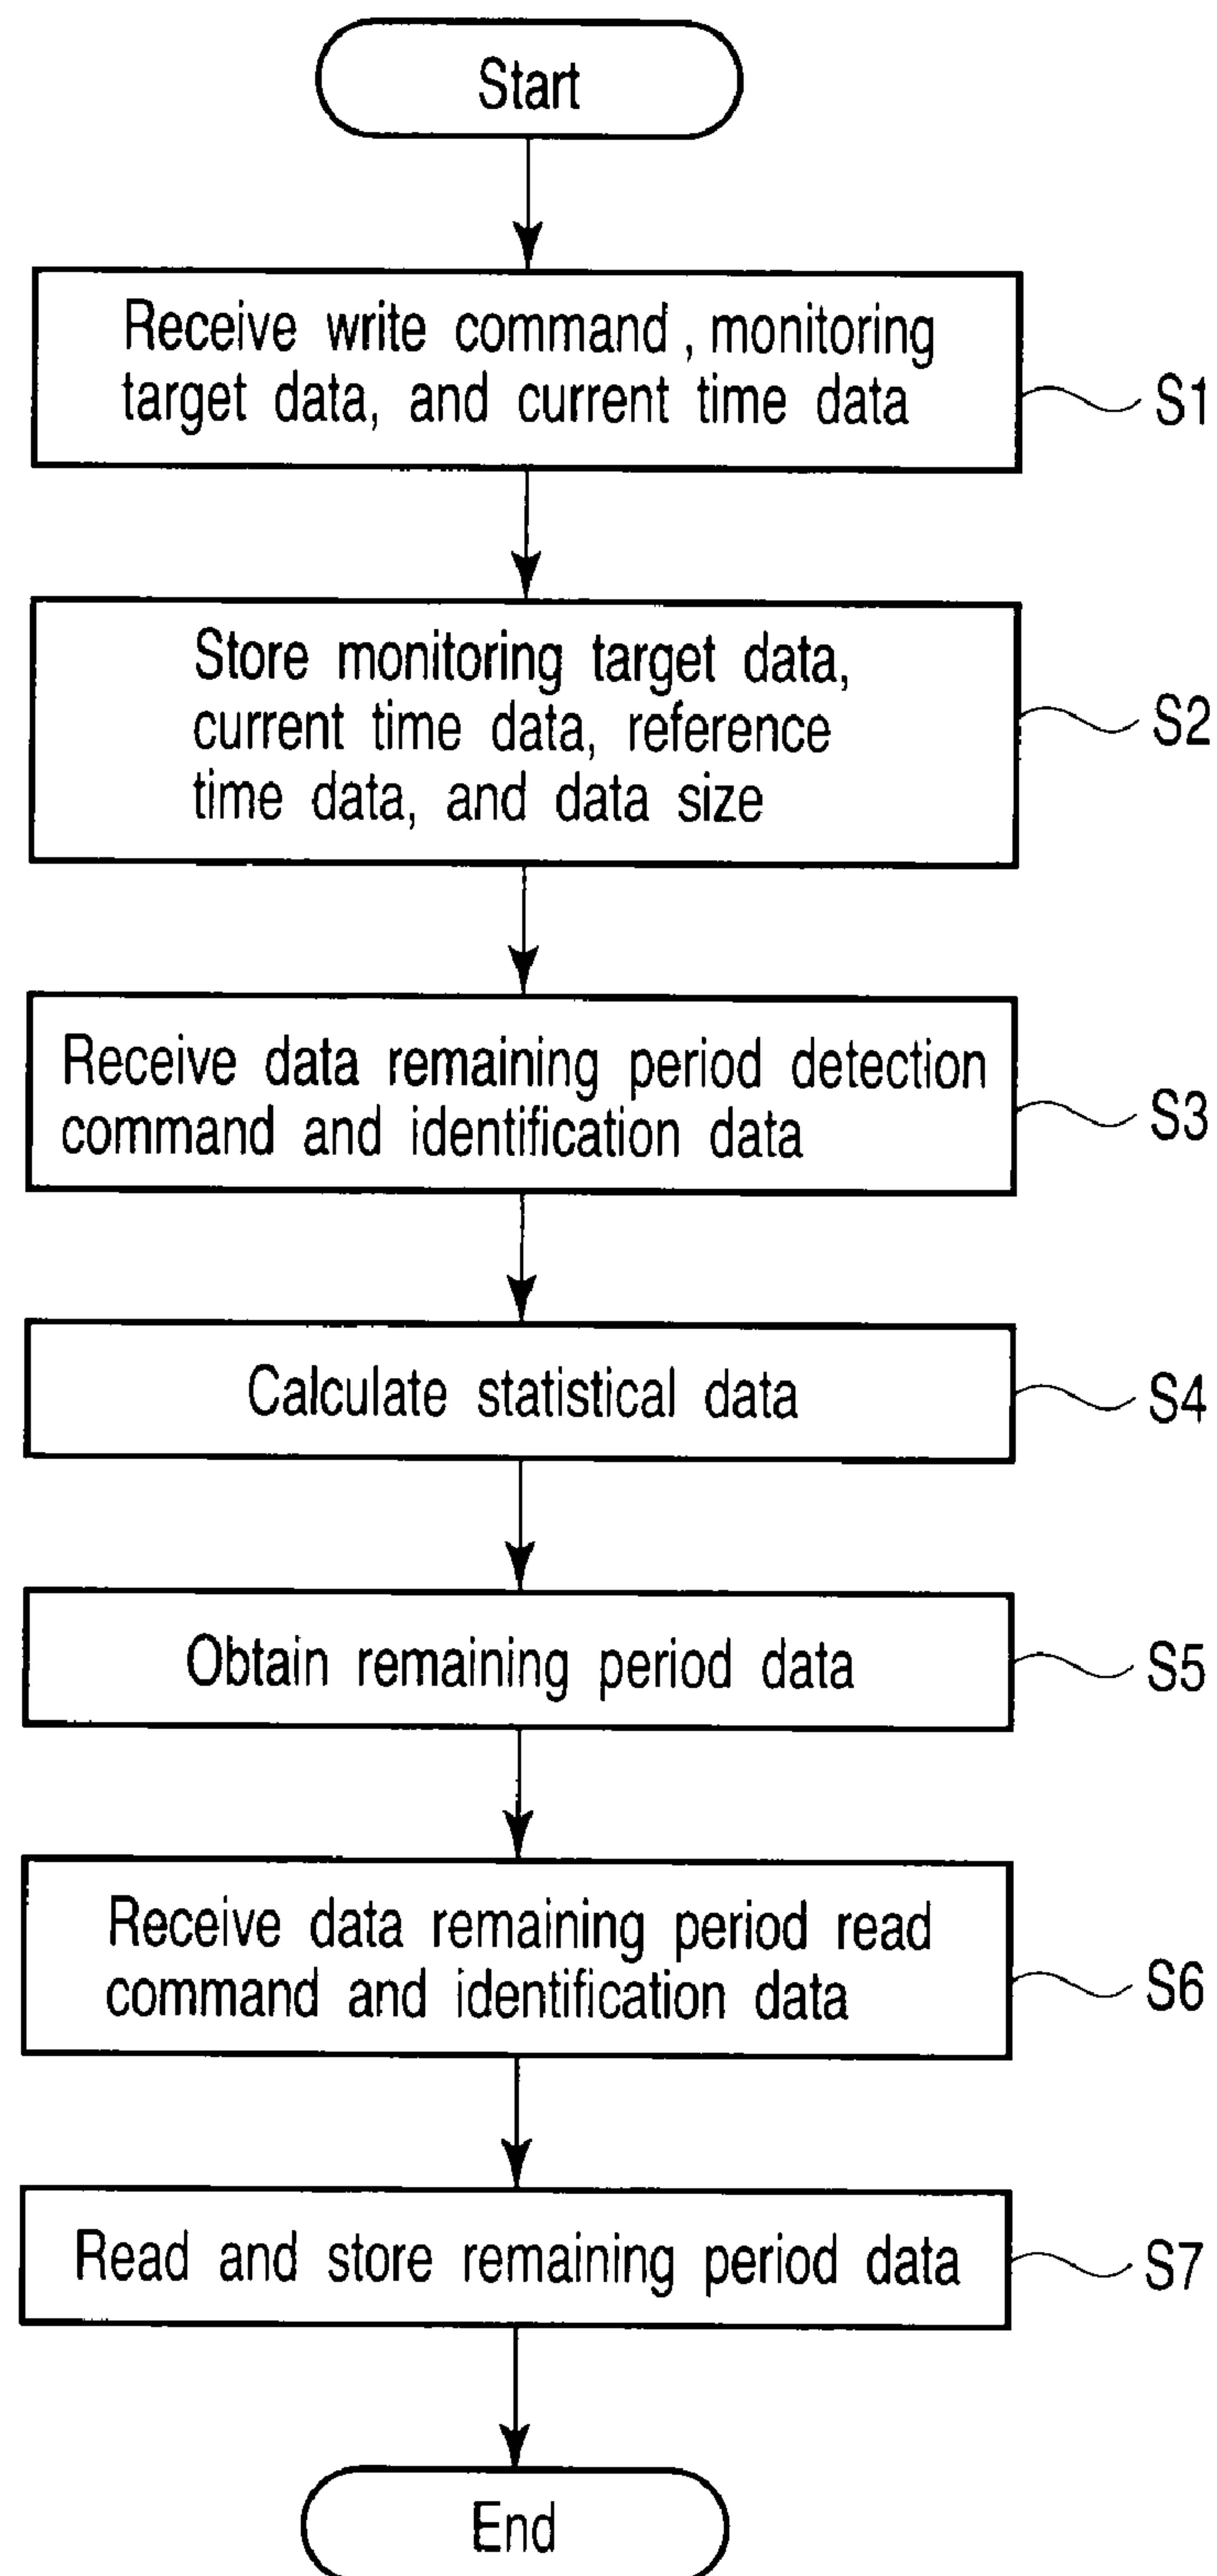 Start
Receive write command, monitoring
target data, and current time data
S1
Store monitoring target data,
current time data, reference
time data, and data size
S2
Receive data remaining period detection
command and identification data
S3
Calculate statistical data
S4
Obtain remaining period data
S5
Receive data remaining period read
command and identification data
S6
Read and store remaining period data
S7
End